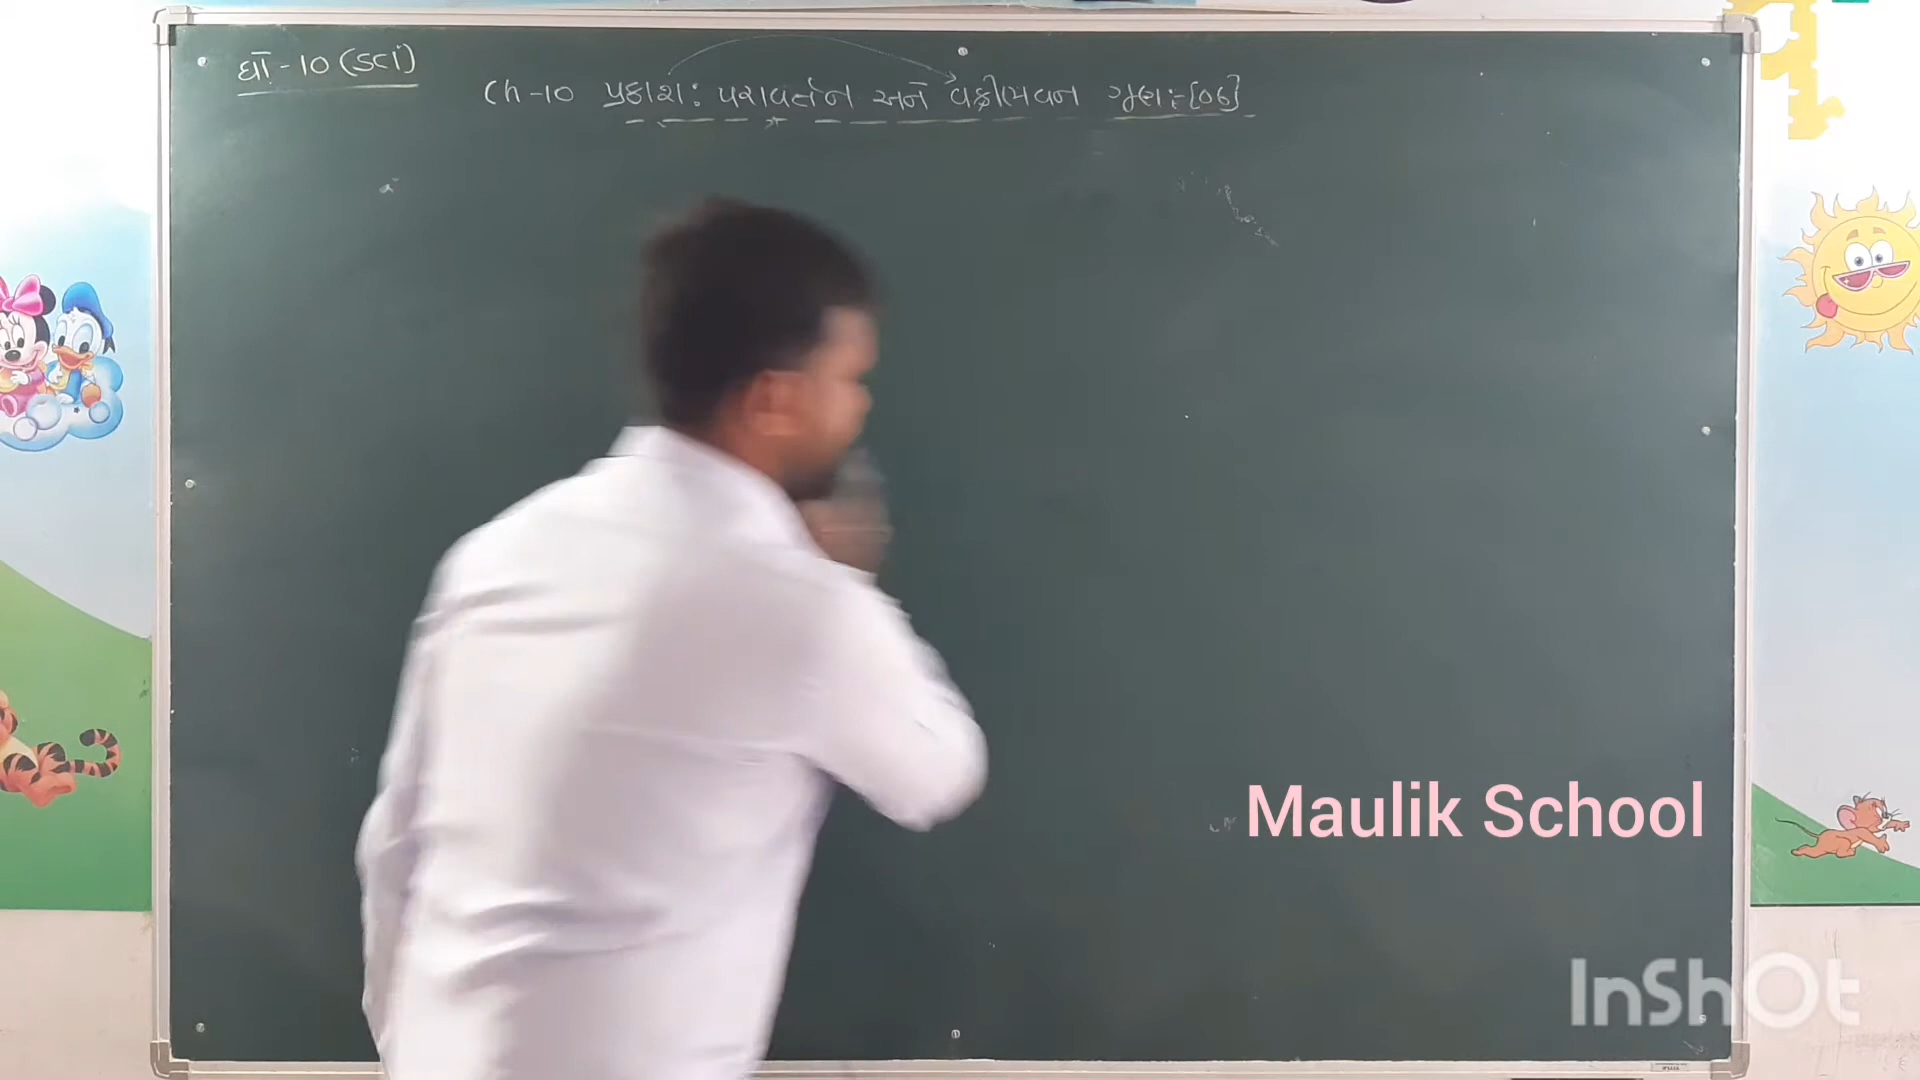 ધો.-10 (SCI)
Ch-10 પ્રકાશ: પરાવર્તન અને વક્રીભવન ગુણ:-[06]
Maulik School
InShOt